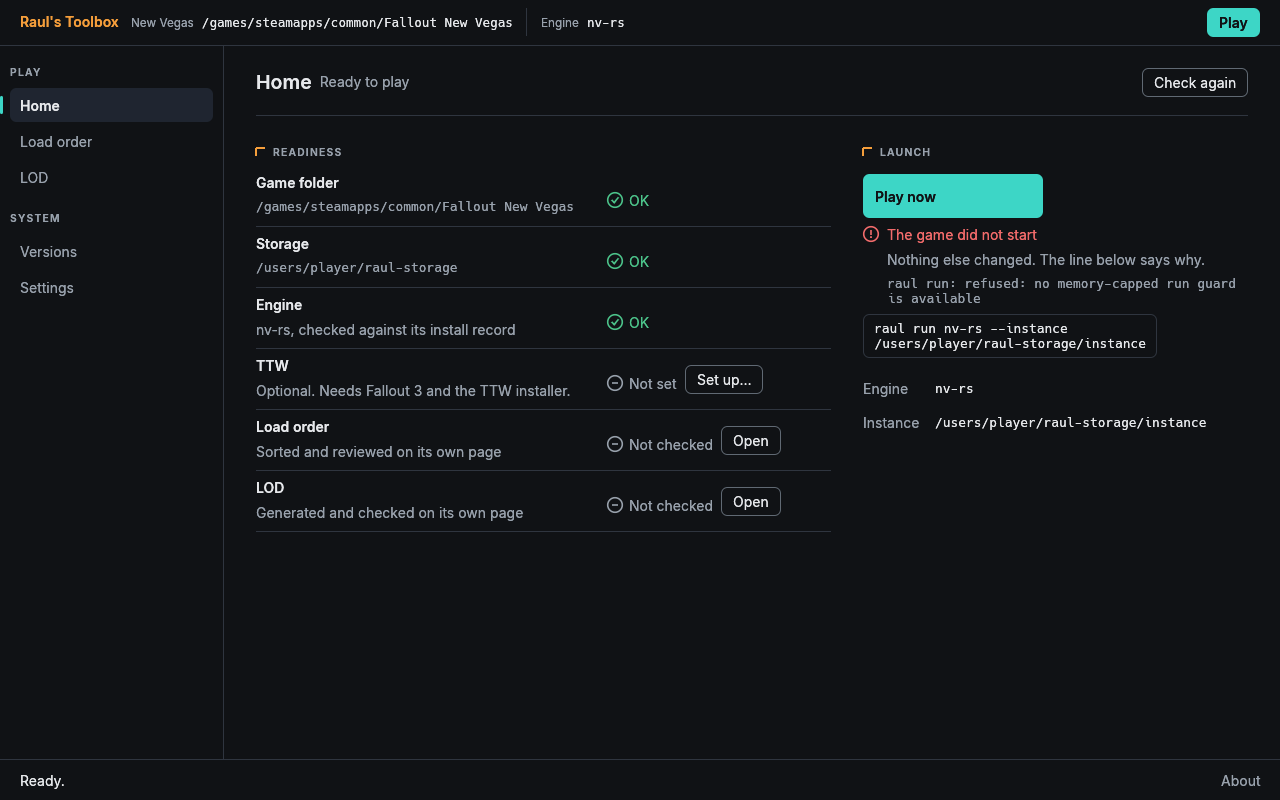 Raul's Toolbox New Vegas /games/steamapps/common/Fallout New Vegas Engine nv-rs Play
PLAY
Home
Load order
LOD
SYSTEM
Versions
Settings
Home Ready to play Check again
READINESS
Game folder
/games/steamapps/common/Fallout New Vegas
OK
Storage
/users/player/raul-storage
OK
Engine
nv-rs, checked against its install record
OK
TTW
Optional. Needs Fallout 3 and the TTW installer.
Not set Set up...
Load order
Sorted and reviewed on its own page
Not checked Open
LOD
Generated and checked on its own page
Not checked Open
LAUNCH
Play now
The game did not start
Nothing else changed. The line below says why.
raul run: refused: no memory-capped run guard
is available
raul run nv-rs --instance
/users/player/raul-storage/instance
Engine nv-rs
Instance /users/player/raul-storage/instance
Ready. About